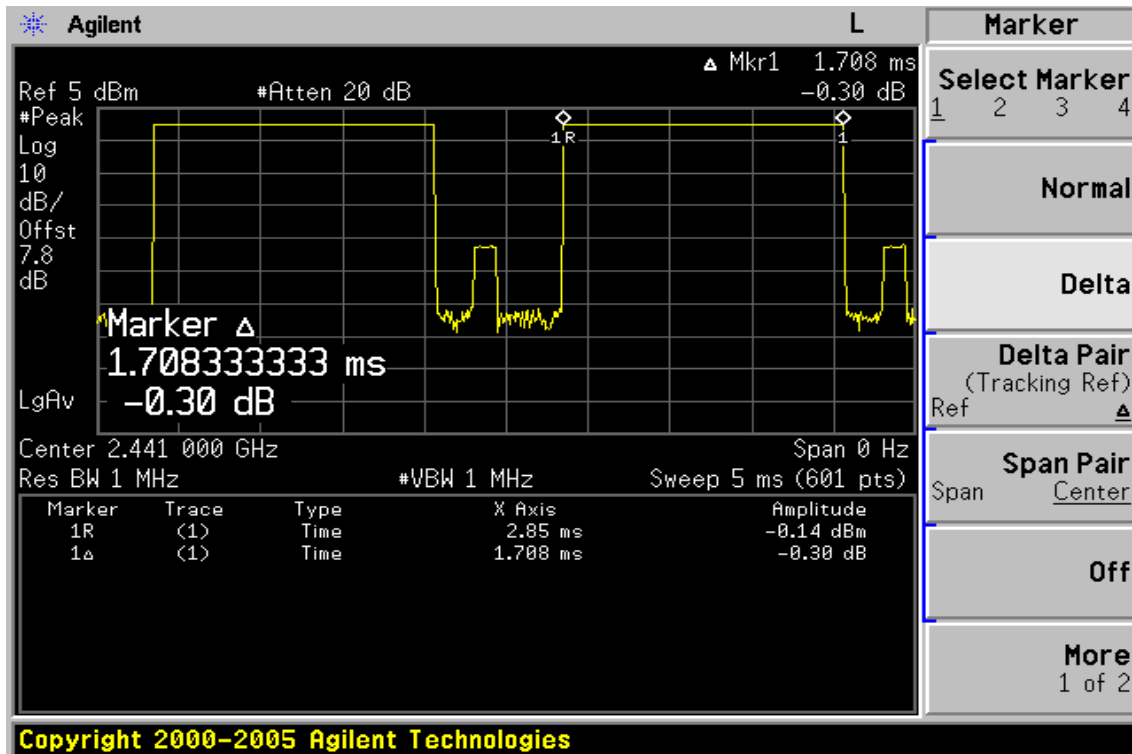 Agilent
L
Marker
Δ Mkr1 1.708 ms
Ref 5 dBm #Atten 20 dB -0.30 dB
#Peak
Log
10
dB/
Offst
7.8
dB
LgAv
1R
1
Marker Δ
1.708333333 ms
-0.30 dB
Center 2.441 000 GHz Span 0 Hz
Res BW 1 MHz #VBW 1 MHz Sweep 5 ms (601 pts)
Marker Trace Type X Axis Amplitude
1R (1) Time 2.85 ms -0.14 dBm
1Δ (1) Time 1.708 ms -0.30 dB
Select Marker
1 2 3 4
Normal
Delta
Delta Pair
(Tracking Ref)
Ref Δ
Span Pair
Span Center
Off
More
1 of 2
Copyright 2000-2005 Agilent Technologies